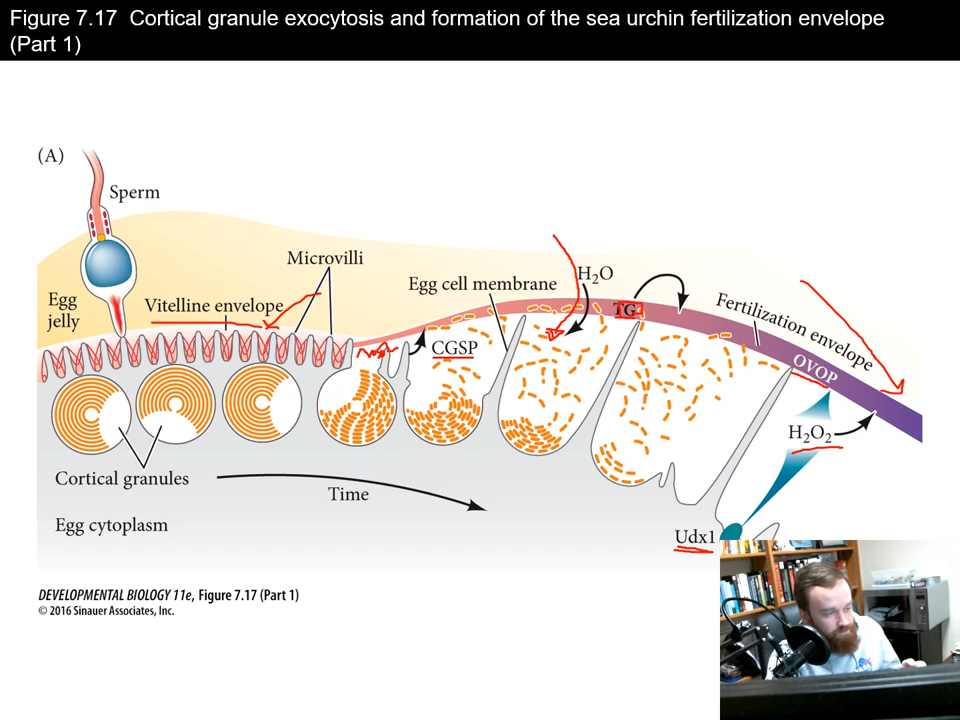 Figure 7.17 Cortical granule exocytosis and formation of the sea urchin fertilization envelope
(Part 1)
(A)
Sperm
Microvilli
Egg cell membrane
H2O
Egg
jelly
Vitelline envelope
TG
Fertilization envelope
CGSP
OVOP
H2O2
Cortical granules
Time
Egg cytoplasm
Udx1
DEVELOPMENTAL BIOLOGY 11e, Figure 7.17 (Part 1)
© 2016 Sinauer Associates, Inc.